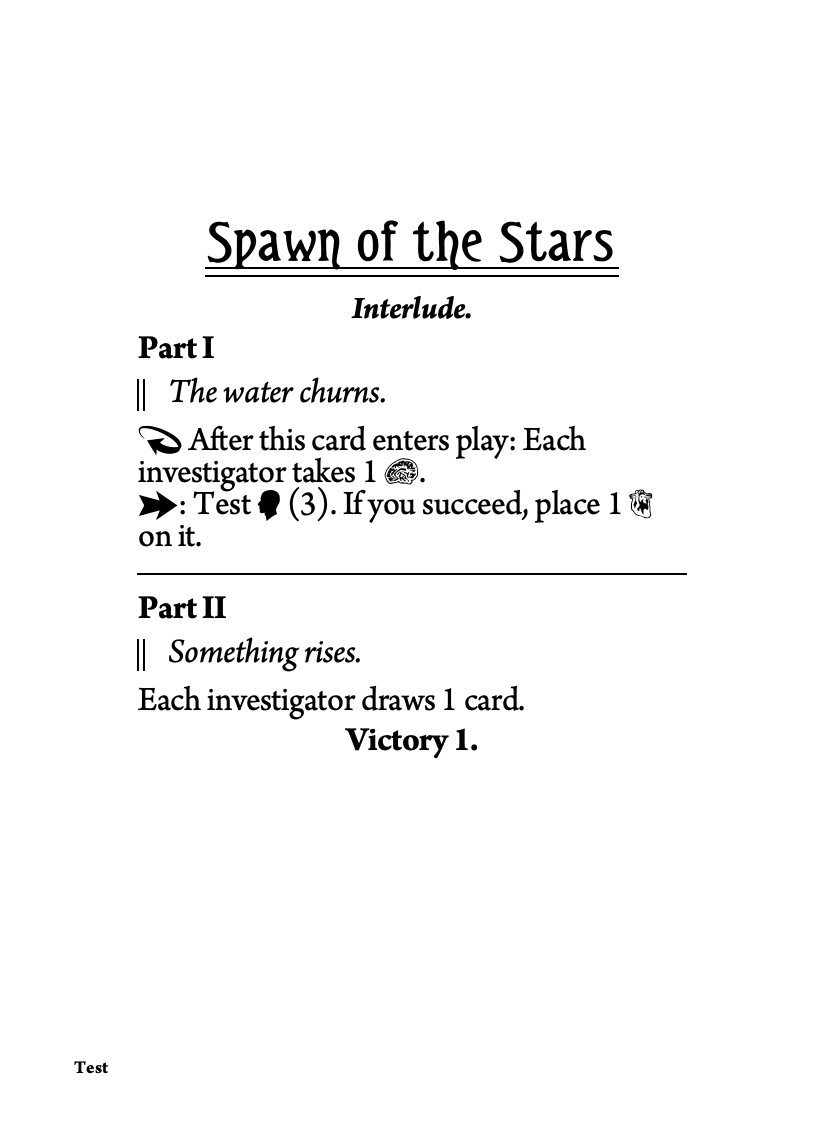 Spawn of the Stars
Interlude.
Part I
The water churns.
After this card enters play: Each
investigator takes 1 .
: Test (3). If you succeed, place 1
on it.
Part II
Something rises.
Each investigator draws 1 card.
Victory 1.
Test